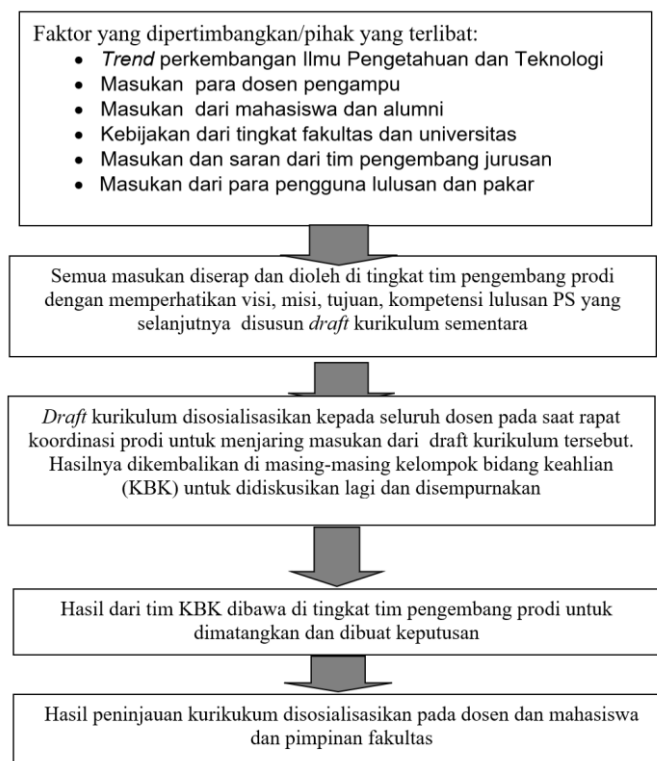 Faktor yang dipertimbangkan/pihak yang terlibat:
• Trend perkembangan Ilmu Pengetahuan dan Teknologi
• Masukan para dosen pengampu
• Masukan dari mahasiswa dan alumni
• Kebijakan dari tingkat fakultas dan universitas
• Masukan dan saran dari tim pengembang jurusan
• Masukan dari para pengguna lulusan dan pakar
Semua masukan diserap dan dioleh di tingkat tim pengembang prodi
dengan memperhatikan visi, misi, tujuan, kompetensi lulusan PS yang
selanjutnya disusun draft kurikulum sementara
Draft kurikulum disosialisasikan kepada seluruh dosen pada saat rapat
koordinasi prodi untuk menjaring masukan dari draft kurikulum tersebut.
Hasilnya dikembalikan di masing-masing kelompok bidang keahlian
(KBK) untuk didiskusikan lagi dan disempurnakan
Hasil dari tim KBK dibawa di tingkat tim pengembang prodi untuk
dimatangkan dan dibuat keputusan
Hasil peninjauan kurikukum disosialisasikan pada dosen dan mahasiswa
dan pimpinan fakultas